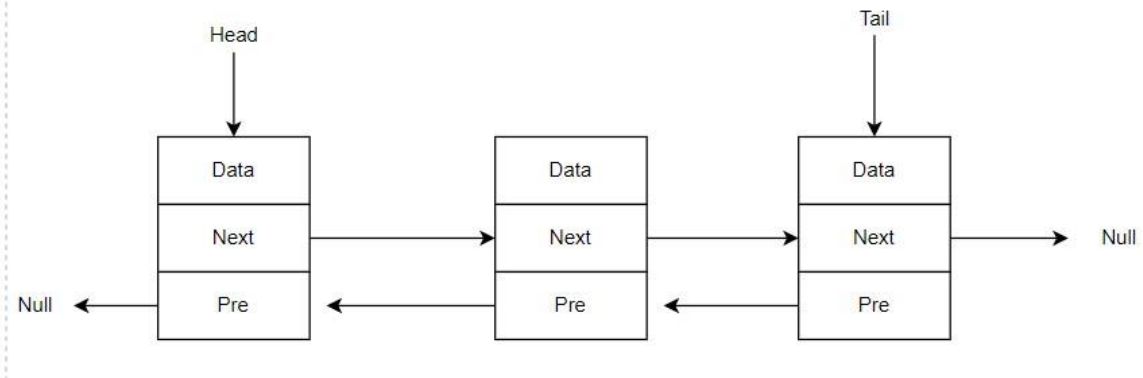 Tail
Head
Data Data Data
Next Next Next Null
Null Pre Pre Pre